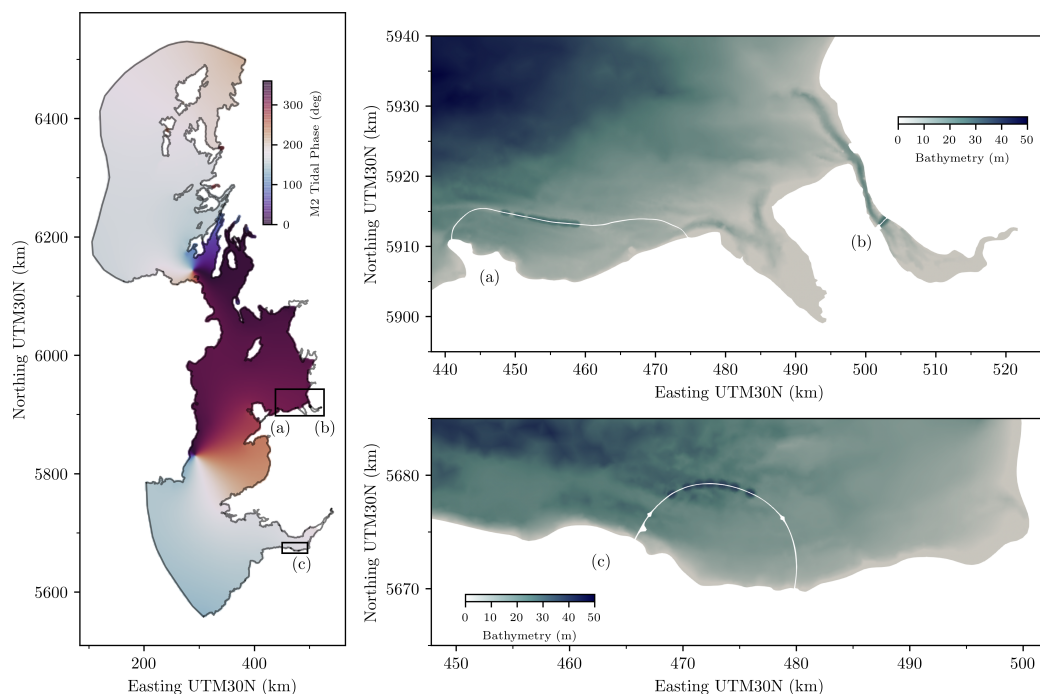 6400
6200
6000
5800
5600
200
400
Northing UTM30N (km)
Easting UTM30N (km)
300
200
100
0
M2 Tidal Phase (deg)
(a)
(b)
(c)
5940
5930
5920
5910
5900
440
450
460
470
480
490
500
510
520
Northing UTM30N (km)
Easting UTM30N (km)
0 10 20 30 40 50
Bathymetry (m)
(a)
(b)
5680
5670
450
460
470
480
490
500
Northing UTM30N (km)
Easting UTM30N (km)
(c)
0 10 20 30 40 50
Bathymetry (m)